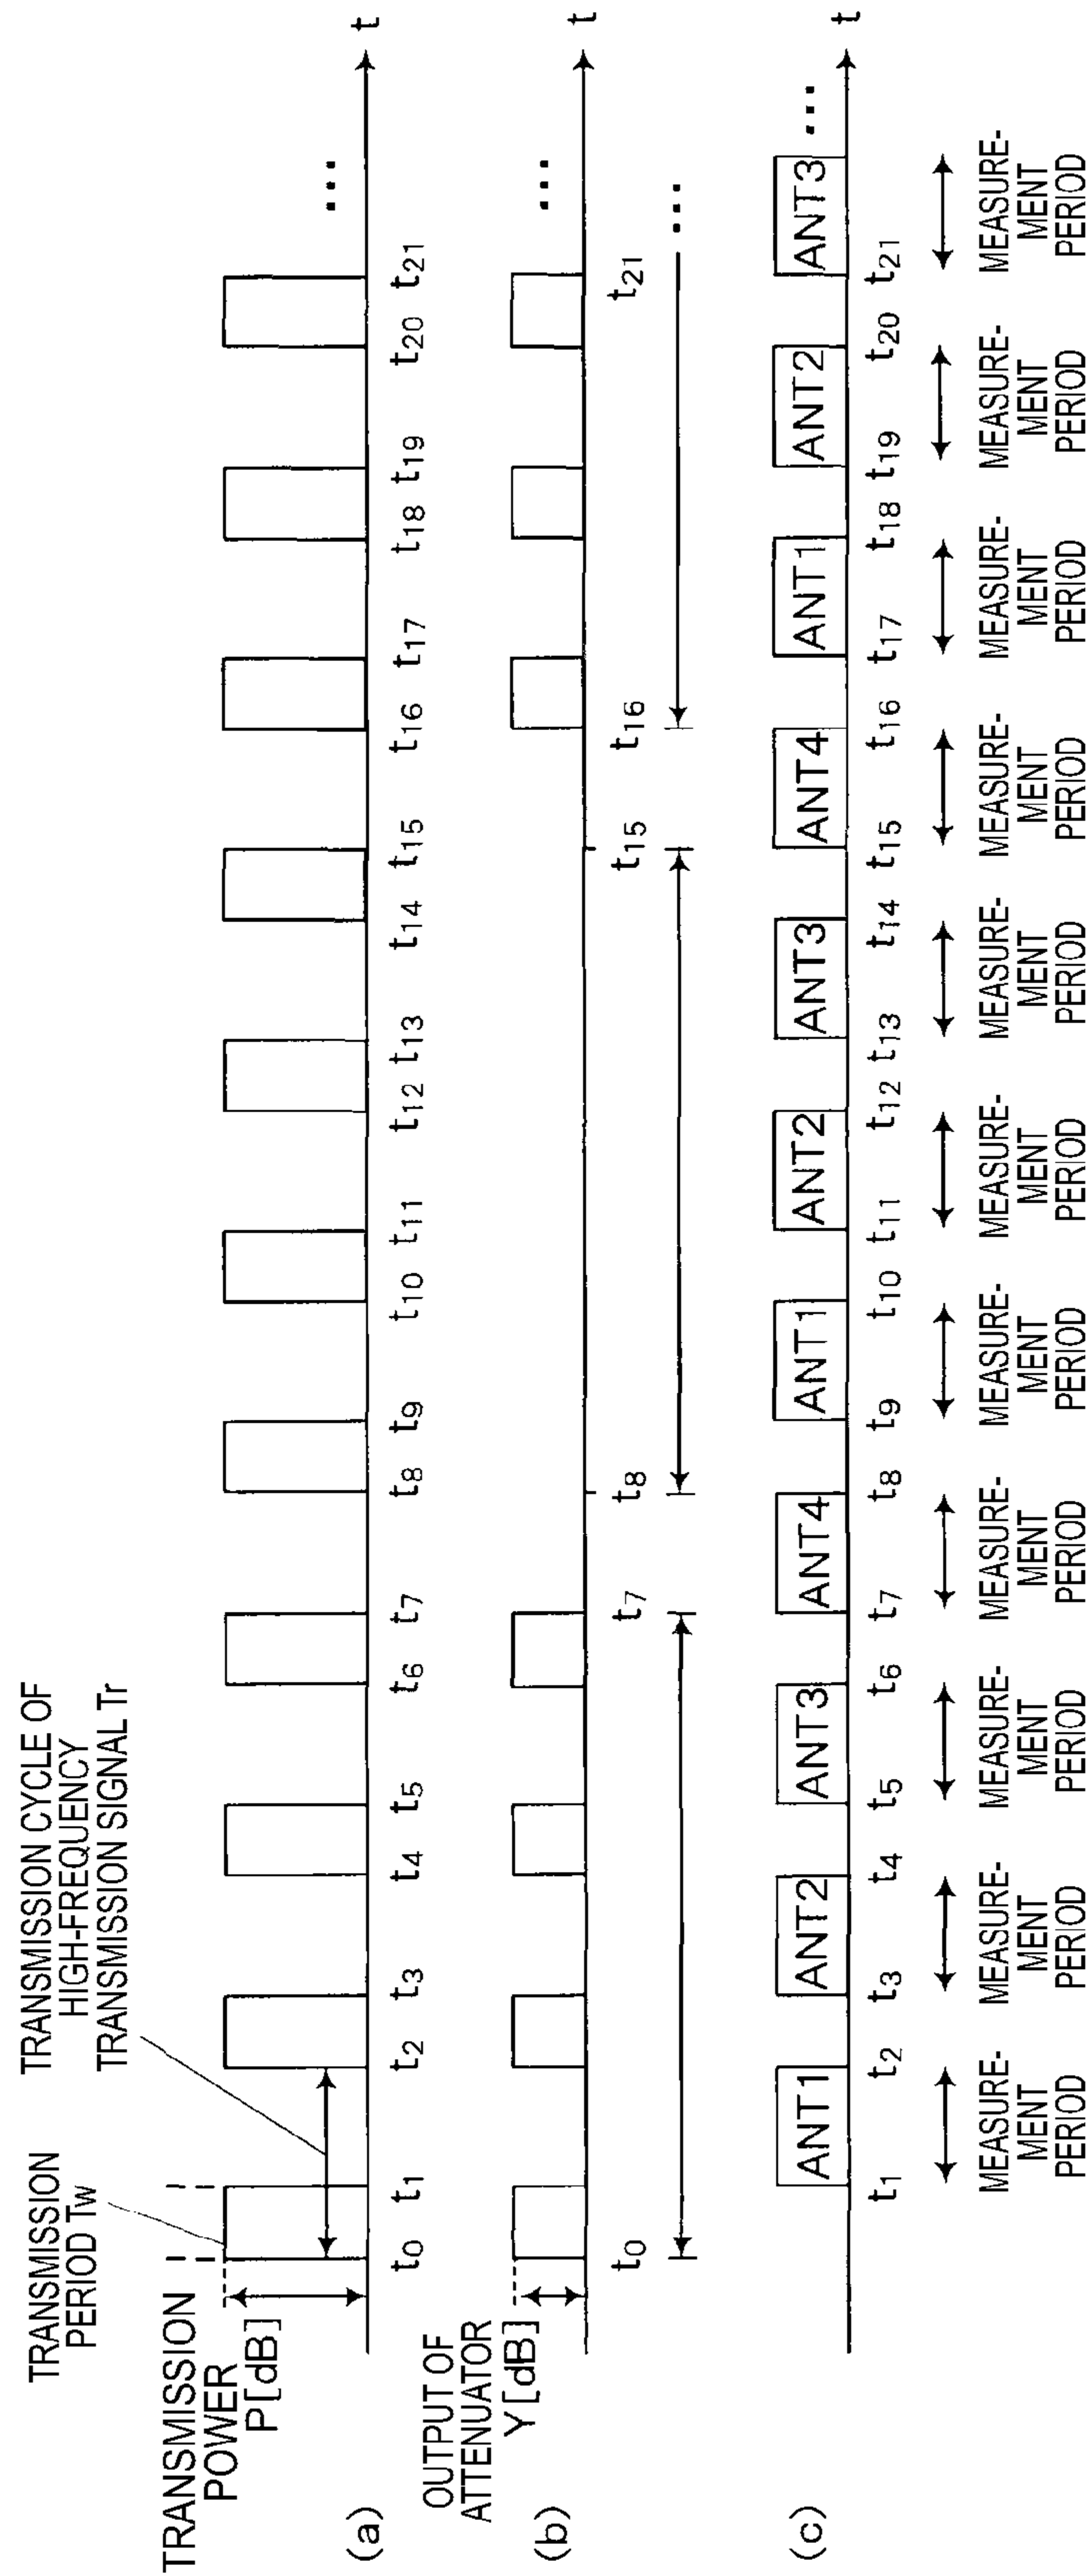 TRANSMISSION
PERIOD Tw
TRANSMISSION CYCLE OF
HIGH-FREQUENCY
TRANSMISSION SIGNAL Tr
TRANSMISSION
POWER
P[dB]
...
(a)
t
t0 t1 t2 t3 t4 t5 t6 t7 t8 t9 t10 t11 t12 t13 t14 t15 t16 t17 t18 t19 t20 t21
OUTPUT OF
ATTENUATOR
Y[dB]
...
(b)
t
t0 t7 t8 t15 t16 t21
...
(c)
ANT1 ANT2 ANT3 ANT4 ANT1 ANT2 ANT3 ANT4 ANT1 ANT2 ANT3 ...
t
t1 t2 t3 t4 t5 t6 t7 t8 t9 t10 t11 t12 t13 t14 t15 t16 t17 t18 t19 t20 t21
MEASURE- MEASURE- MEASURE- MEASURE- MEASURE- MEASURE- MEASURE- MEASURE- MEASURE- MEASURE- MEASURE-
MENT MENT MENT MENT MENT MENT MENT MENT MENT MENT MENT
PERIOD PERIOD PERIOD PERIOD PERIOD PERIOD PERIOD PERIOD PERIOD PERIOD PERIOD